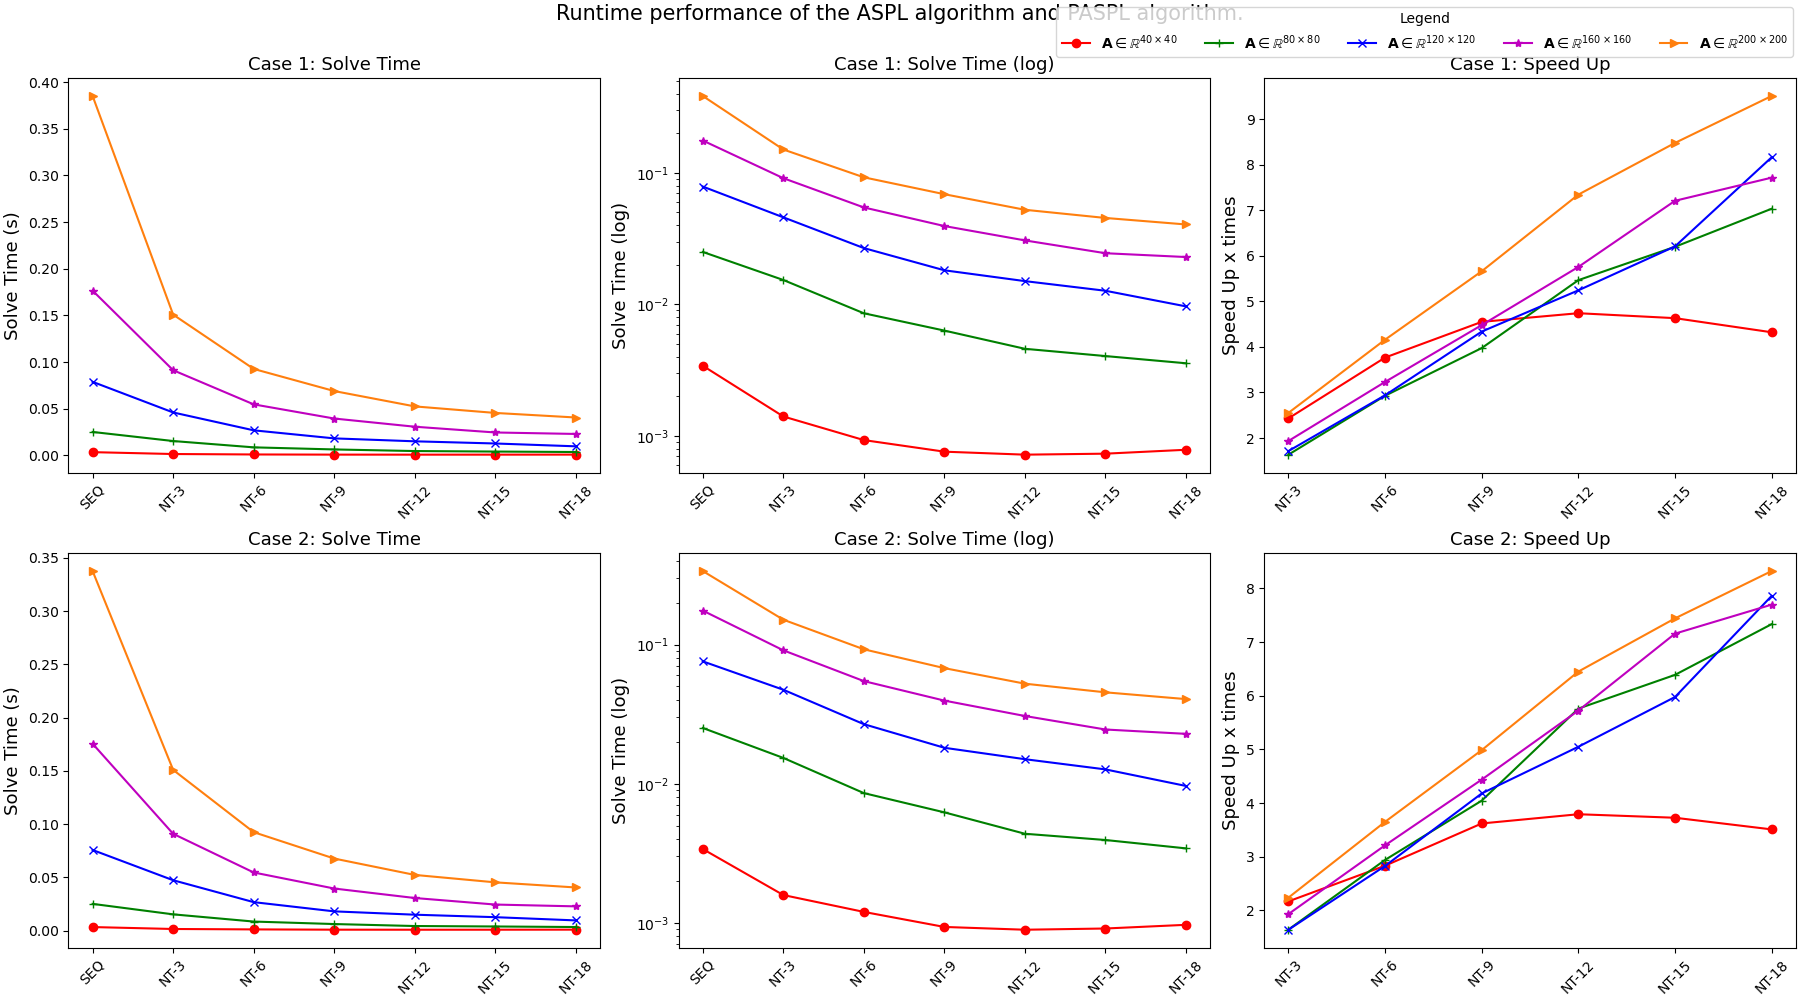 Runtime performance of the ASPL algorithm and PASPL algorithm.
Legend
A ∈ ℝ^{40 × 40} A ∈ ℝ^{80 × 80} A ∈ ℝ^{120 × 120} A ∈ ℝ^{160 × 160} A ∈ ℝ^{200 × 200}
Case 1: Solve Time
Solve Time (s)
0.40
0.35
0.30
0.25
0.20
0.15
0.10
0.05
0.00
SEQ NT-3 NT-6 NT-9 NT-12 NT-15 NT-18
Case 1: Solve Time (log)
Solve Time (log)
10⁻¹
10⁻²
10⁻³
SEQ NT-3 NT-6 NT-9 NT-12 NT-15 NT-18
Case 1: Speed Up
Speed Up x times
9
8
7
6
5
4
3
2
NT-3 NT-6 NT-9 NT-12 NT-15 NT-18
Case 2: Solve Time
Solve Time (s)
0.35
0.30
0.25
0.20
0.15
0.10
0.05
0.00
SEQ NT-3 NT-6 NT-9 NT-12 NT-15 NT-18
Case 2: Solve Time (log)
Solve Time (log)
10⁻¹
10⁻²
10⁻³
SEQ NT-3 NT-6 NT-9 NT-12 NT-15 NT-18
Case 2: Speed Up
Speed Up x times
8
7
6
5
4
3
2
NT-3 NT-6 NT-9 NT-12 NT-15 NT-18